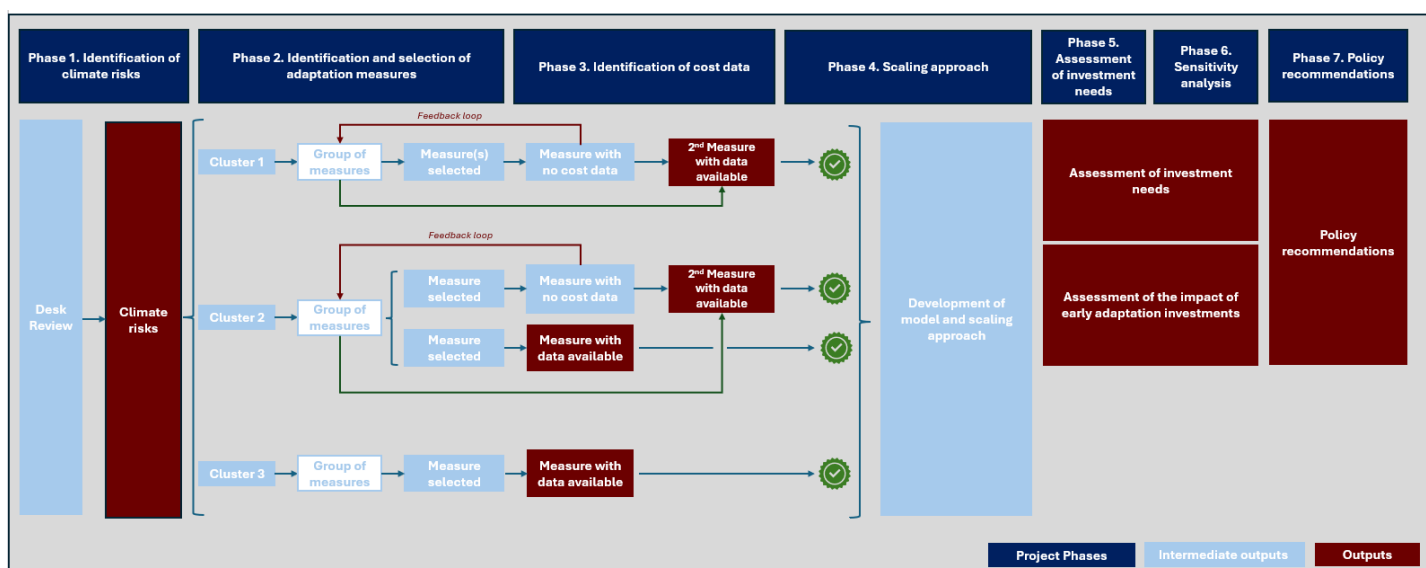 Phase 1. Identification of
climate risks
Phase 2. Identification and selection of
adaptation measures
Phase 3. Identification of cost data
Phase 4. Scaling approach
Phase 5.
Assessment
of investment
needs
Phase 6.
Sensitivity
analysis
Phase 7. Policy
recommendations
Desk
Review
Climate
risks
Feedback loop
Cluster 1
Group of
measures
Measure(s)
selected
Measure with
no cost data
2nd Measure
with data
available
Feedback loop
Cluster 2
Group of
measures
Measure
selected
Measure with
no cost data
2nd Measure
with data
available
Measure
selected
Measure with
data available
Cluster 3
Group of
measures
Measure
selected
Measure with
data available
Development of
model and scaling
approach
Assessment of investment
needs
Assessment of the impact of
early adaptation investments
Policy
recommendations
Project Phases
Intermediate outputs
Outputs